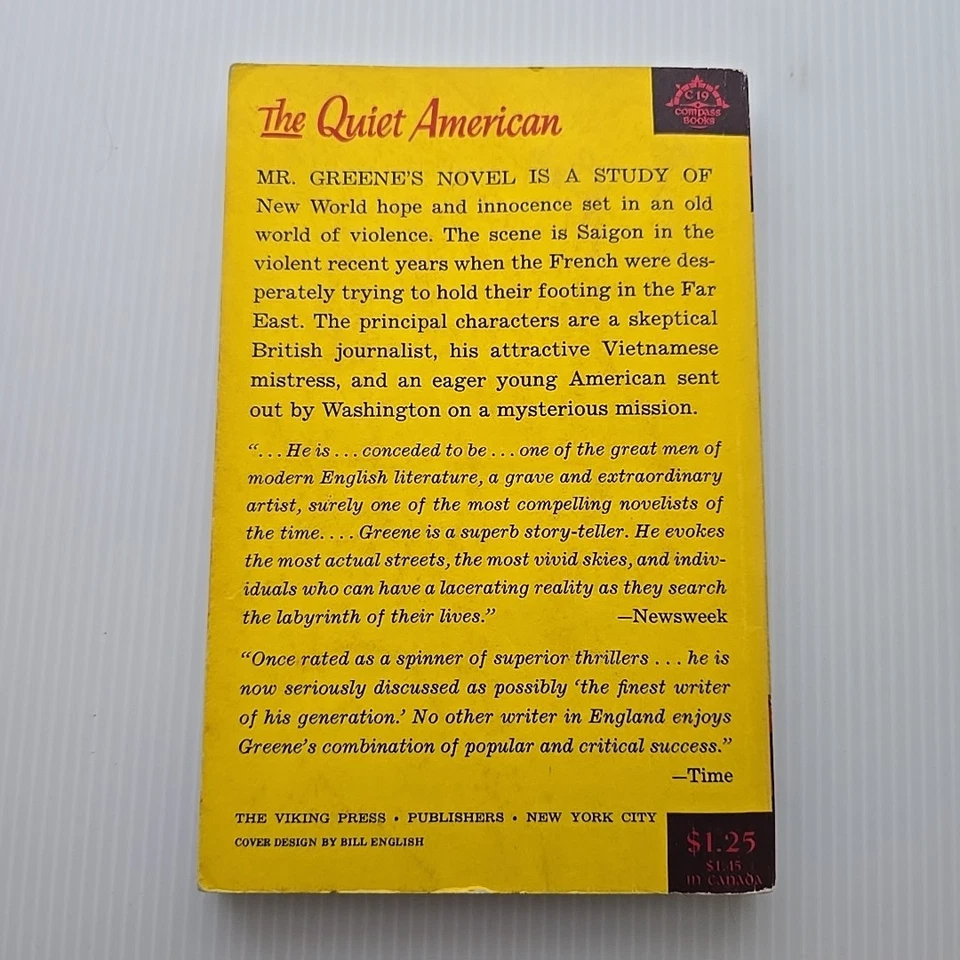 The Quiet American
C 19
COMPASS
BOOKS
MR. GREENE'S NOVEL IS A STUDY OF
New World hope and innocence set in an old
world of violence. The scene is Saigon in the
violent recent years when the French were des-
perately trying to hold their footing in the Far
East. The principal characters are a skeptical
British journalist, his attractive Vietnamese
mistress, and an eager young American sent
out by Washington on a mysterious mission.
"...He is...conceded to be...one of the great men of
modern English literature, a grave and extraordinary
artist, surely one of the most compelling novelists of
the time....Greene is a superb story-teller. He evokes
the most actual streets, the most vivid skies, and indiv-
iduals who can have a lacerating reality as they search
the labyrinth of their lives." —Newsweek
"Once rated as a spinner of superior thrillers...he is
now seriously discussed as possibly 'the finest writer
of his generation.' No other writer in England enjoys
Greene's combination of popular and critical success."
—Time
THE VIKING PRESS • PUBLISHERS • NEW YORK CITY
COVER DESIGN BY BILL ENGLISH
$1.25
$1.45
IN CANADA